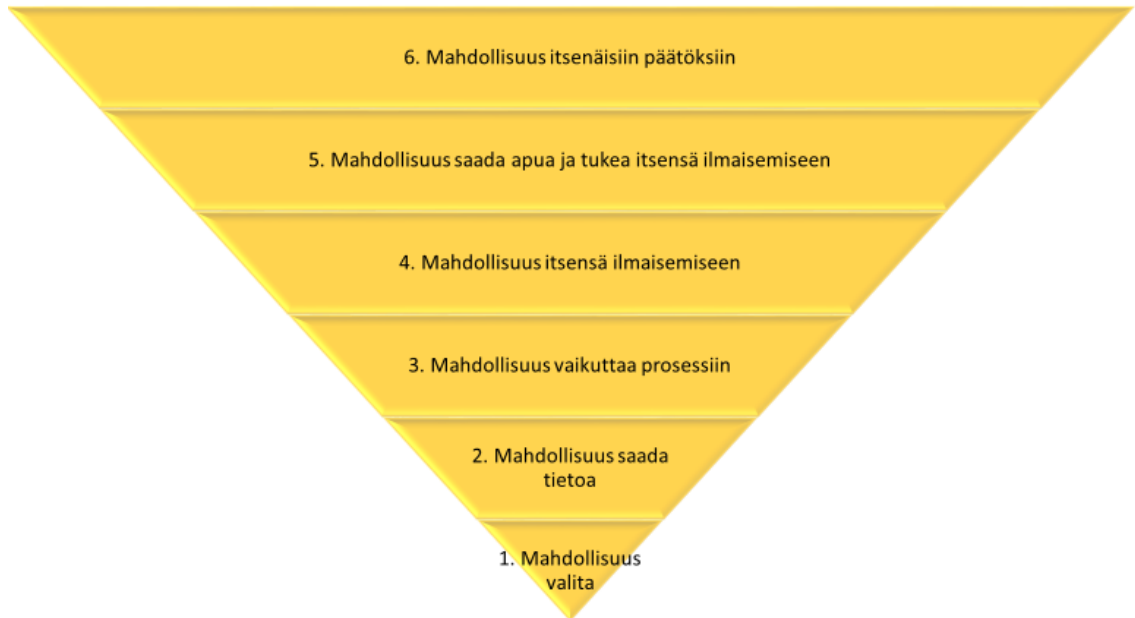 6. Mahdollisuus itsenäisiin päätöksiin
5. Mahdollisuus saada apua ja tukea itsensä ilmaisemiseen
4. Mahdollisuus itsensä ilmaisemiseen
3. Mahdollisuus vaikuttaa prosessiin
2. Mahdollisuus saada
tietoa
1. Mahdollisuus
valita